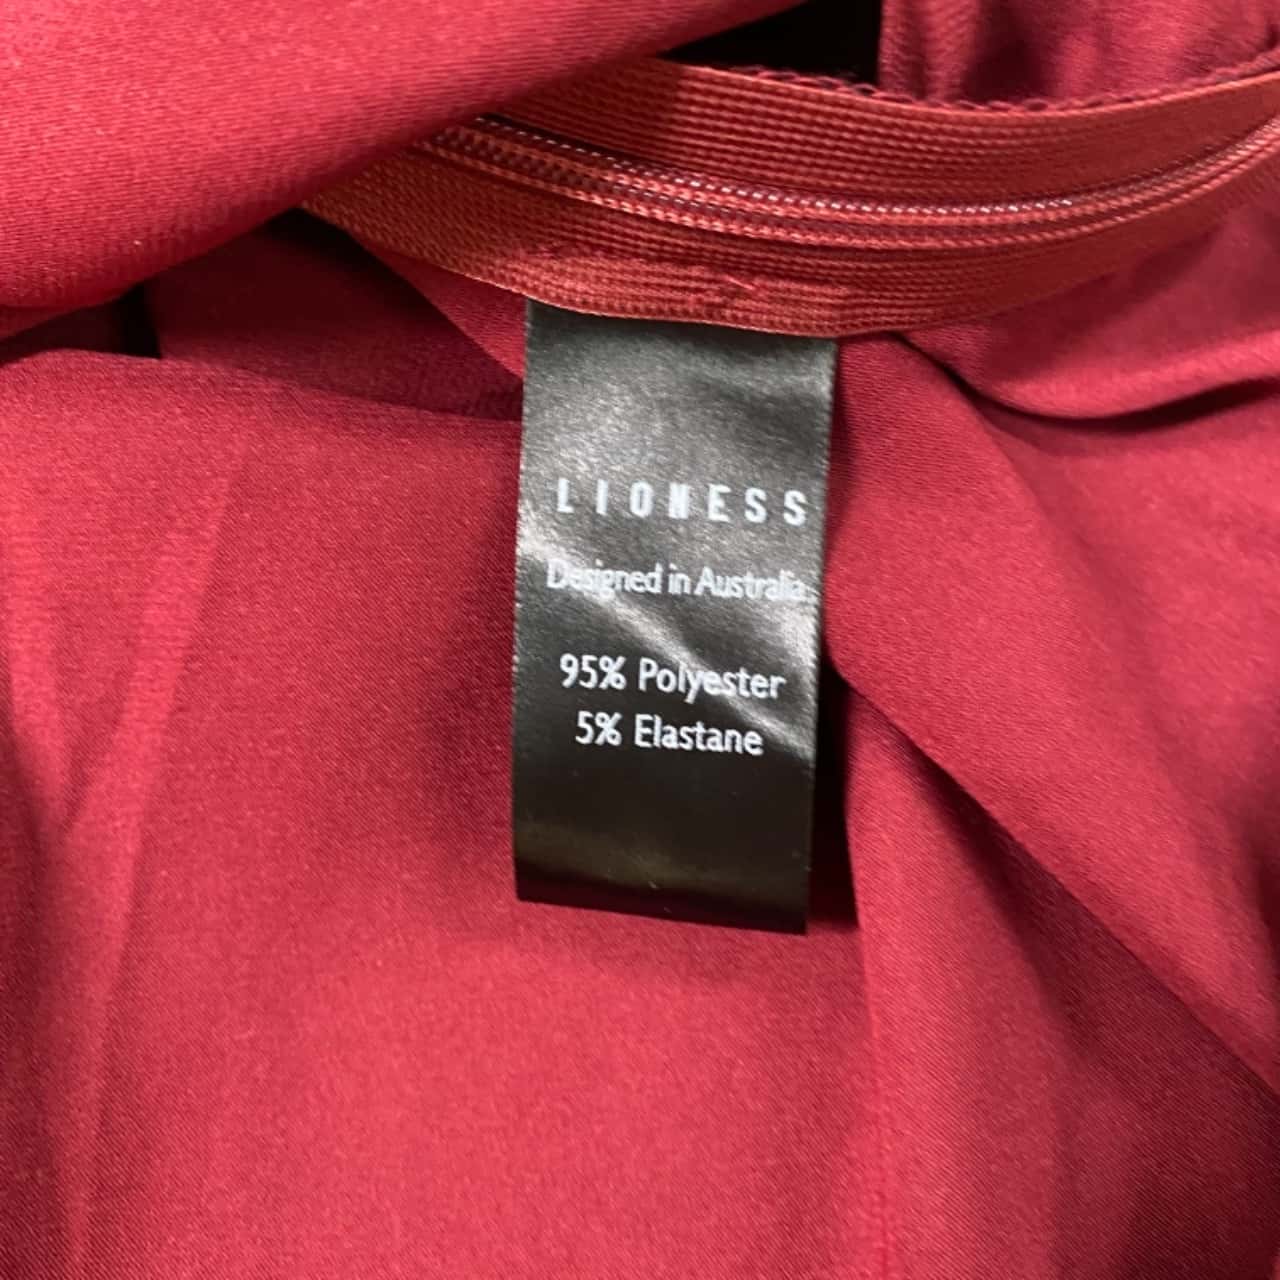 LIONESS
Designed in Australia.
95% Polyester
5% Elastane